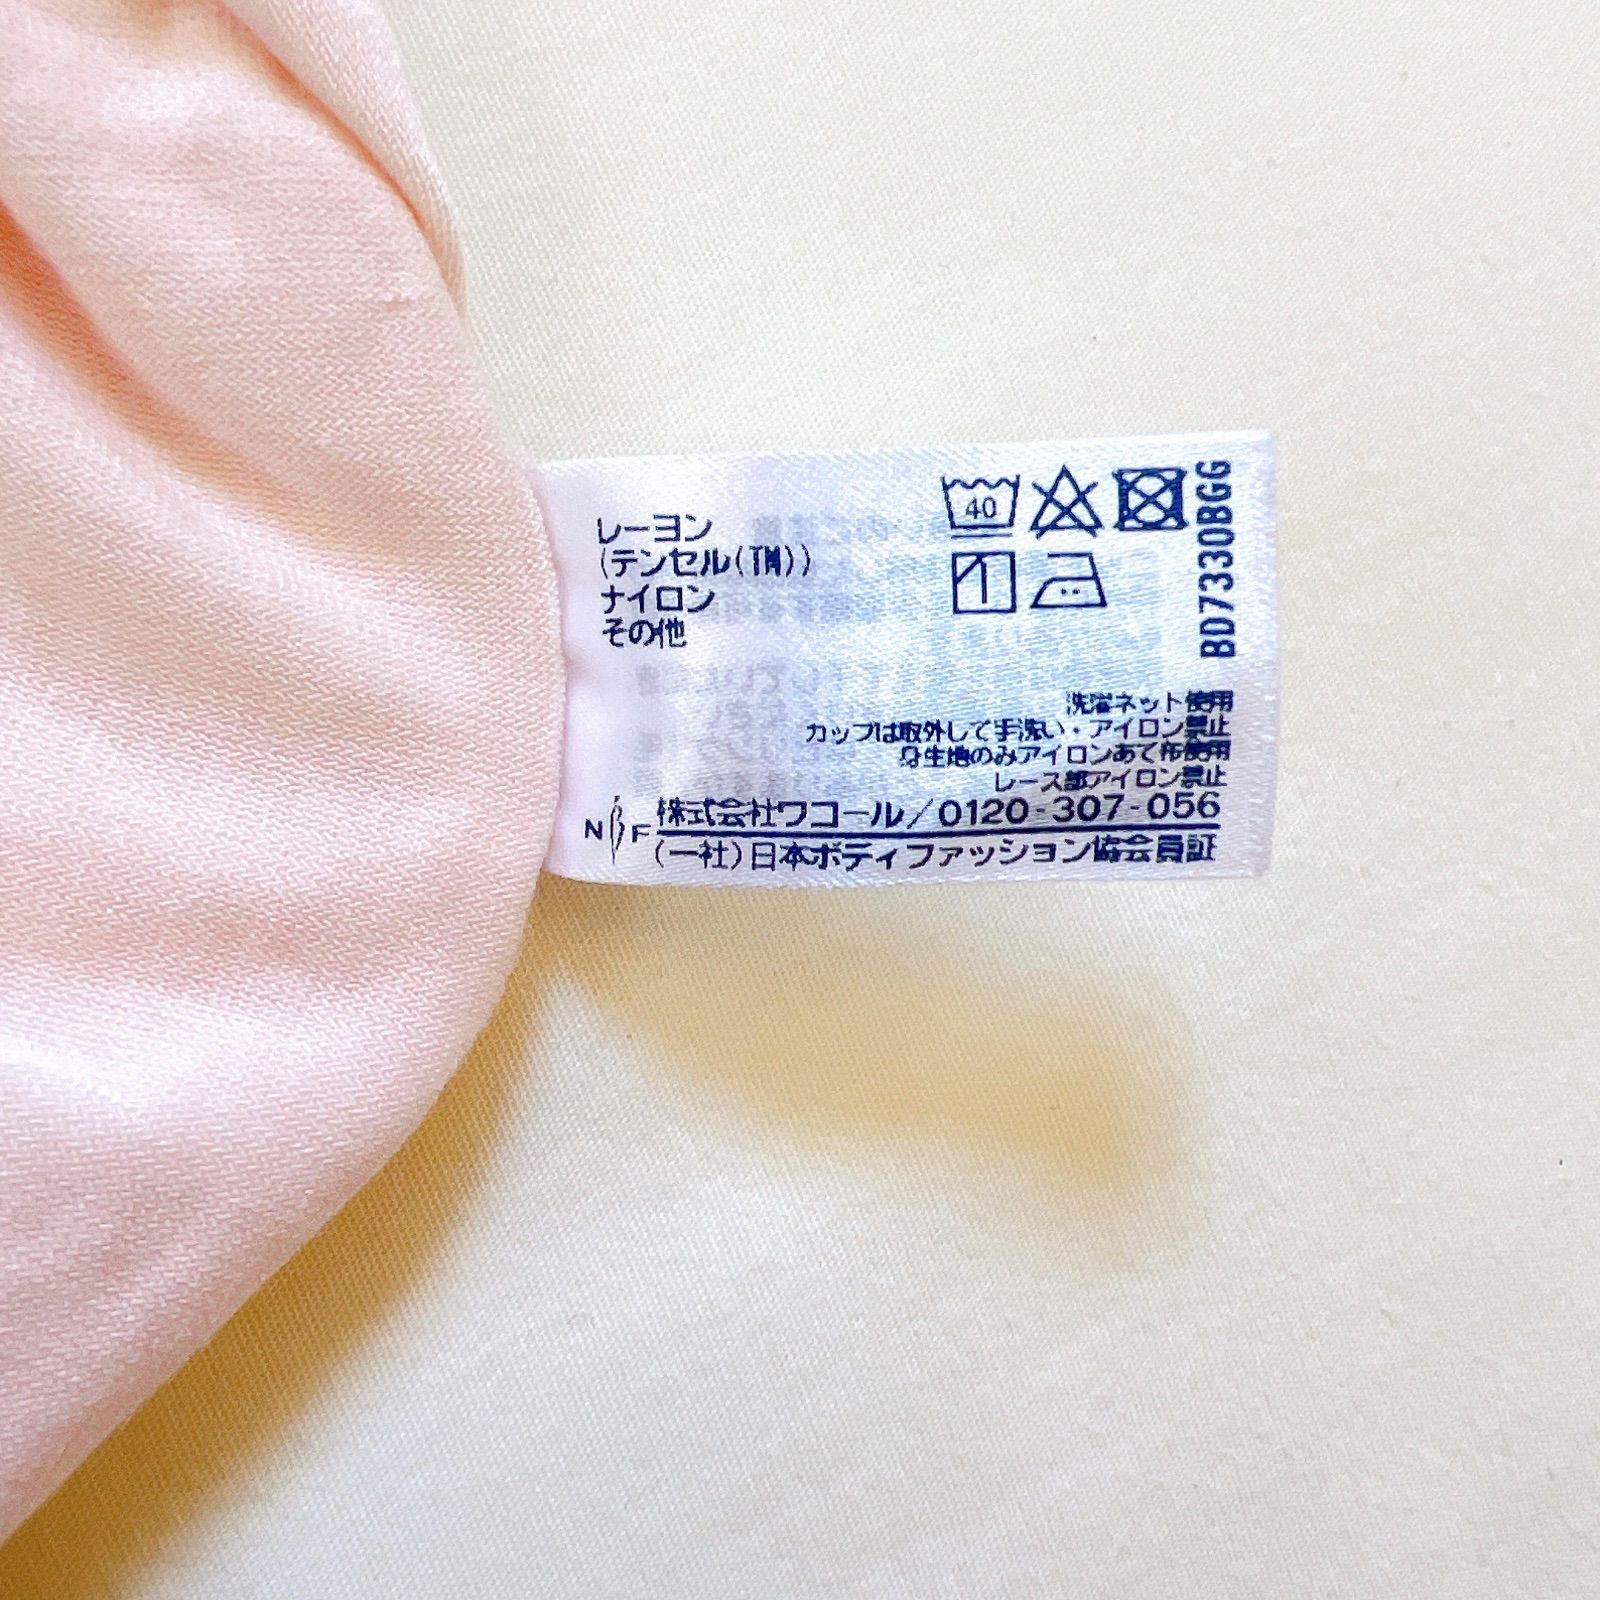 レーヨン
(テンセル(TM))
ナイロン
その他
40
BD7330BGG
洗濯ネット使用
カップは取外して手洗い・アイロン禁止
身生地のみアイロンあて布使用
レース部アイロン禁止
NBF
株式会社ワコール/0120-307-056
(一社)日本ボディファッション協会員証